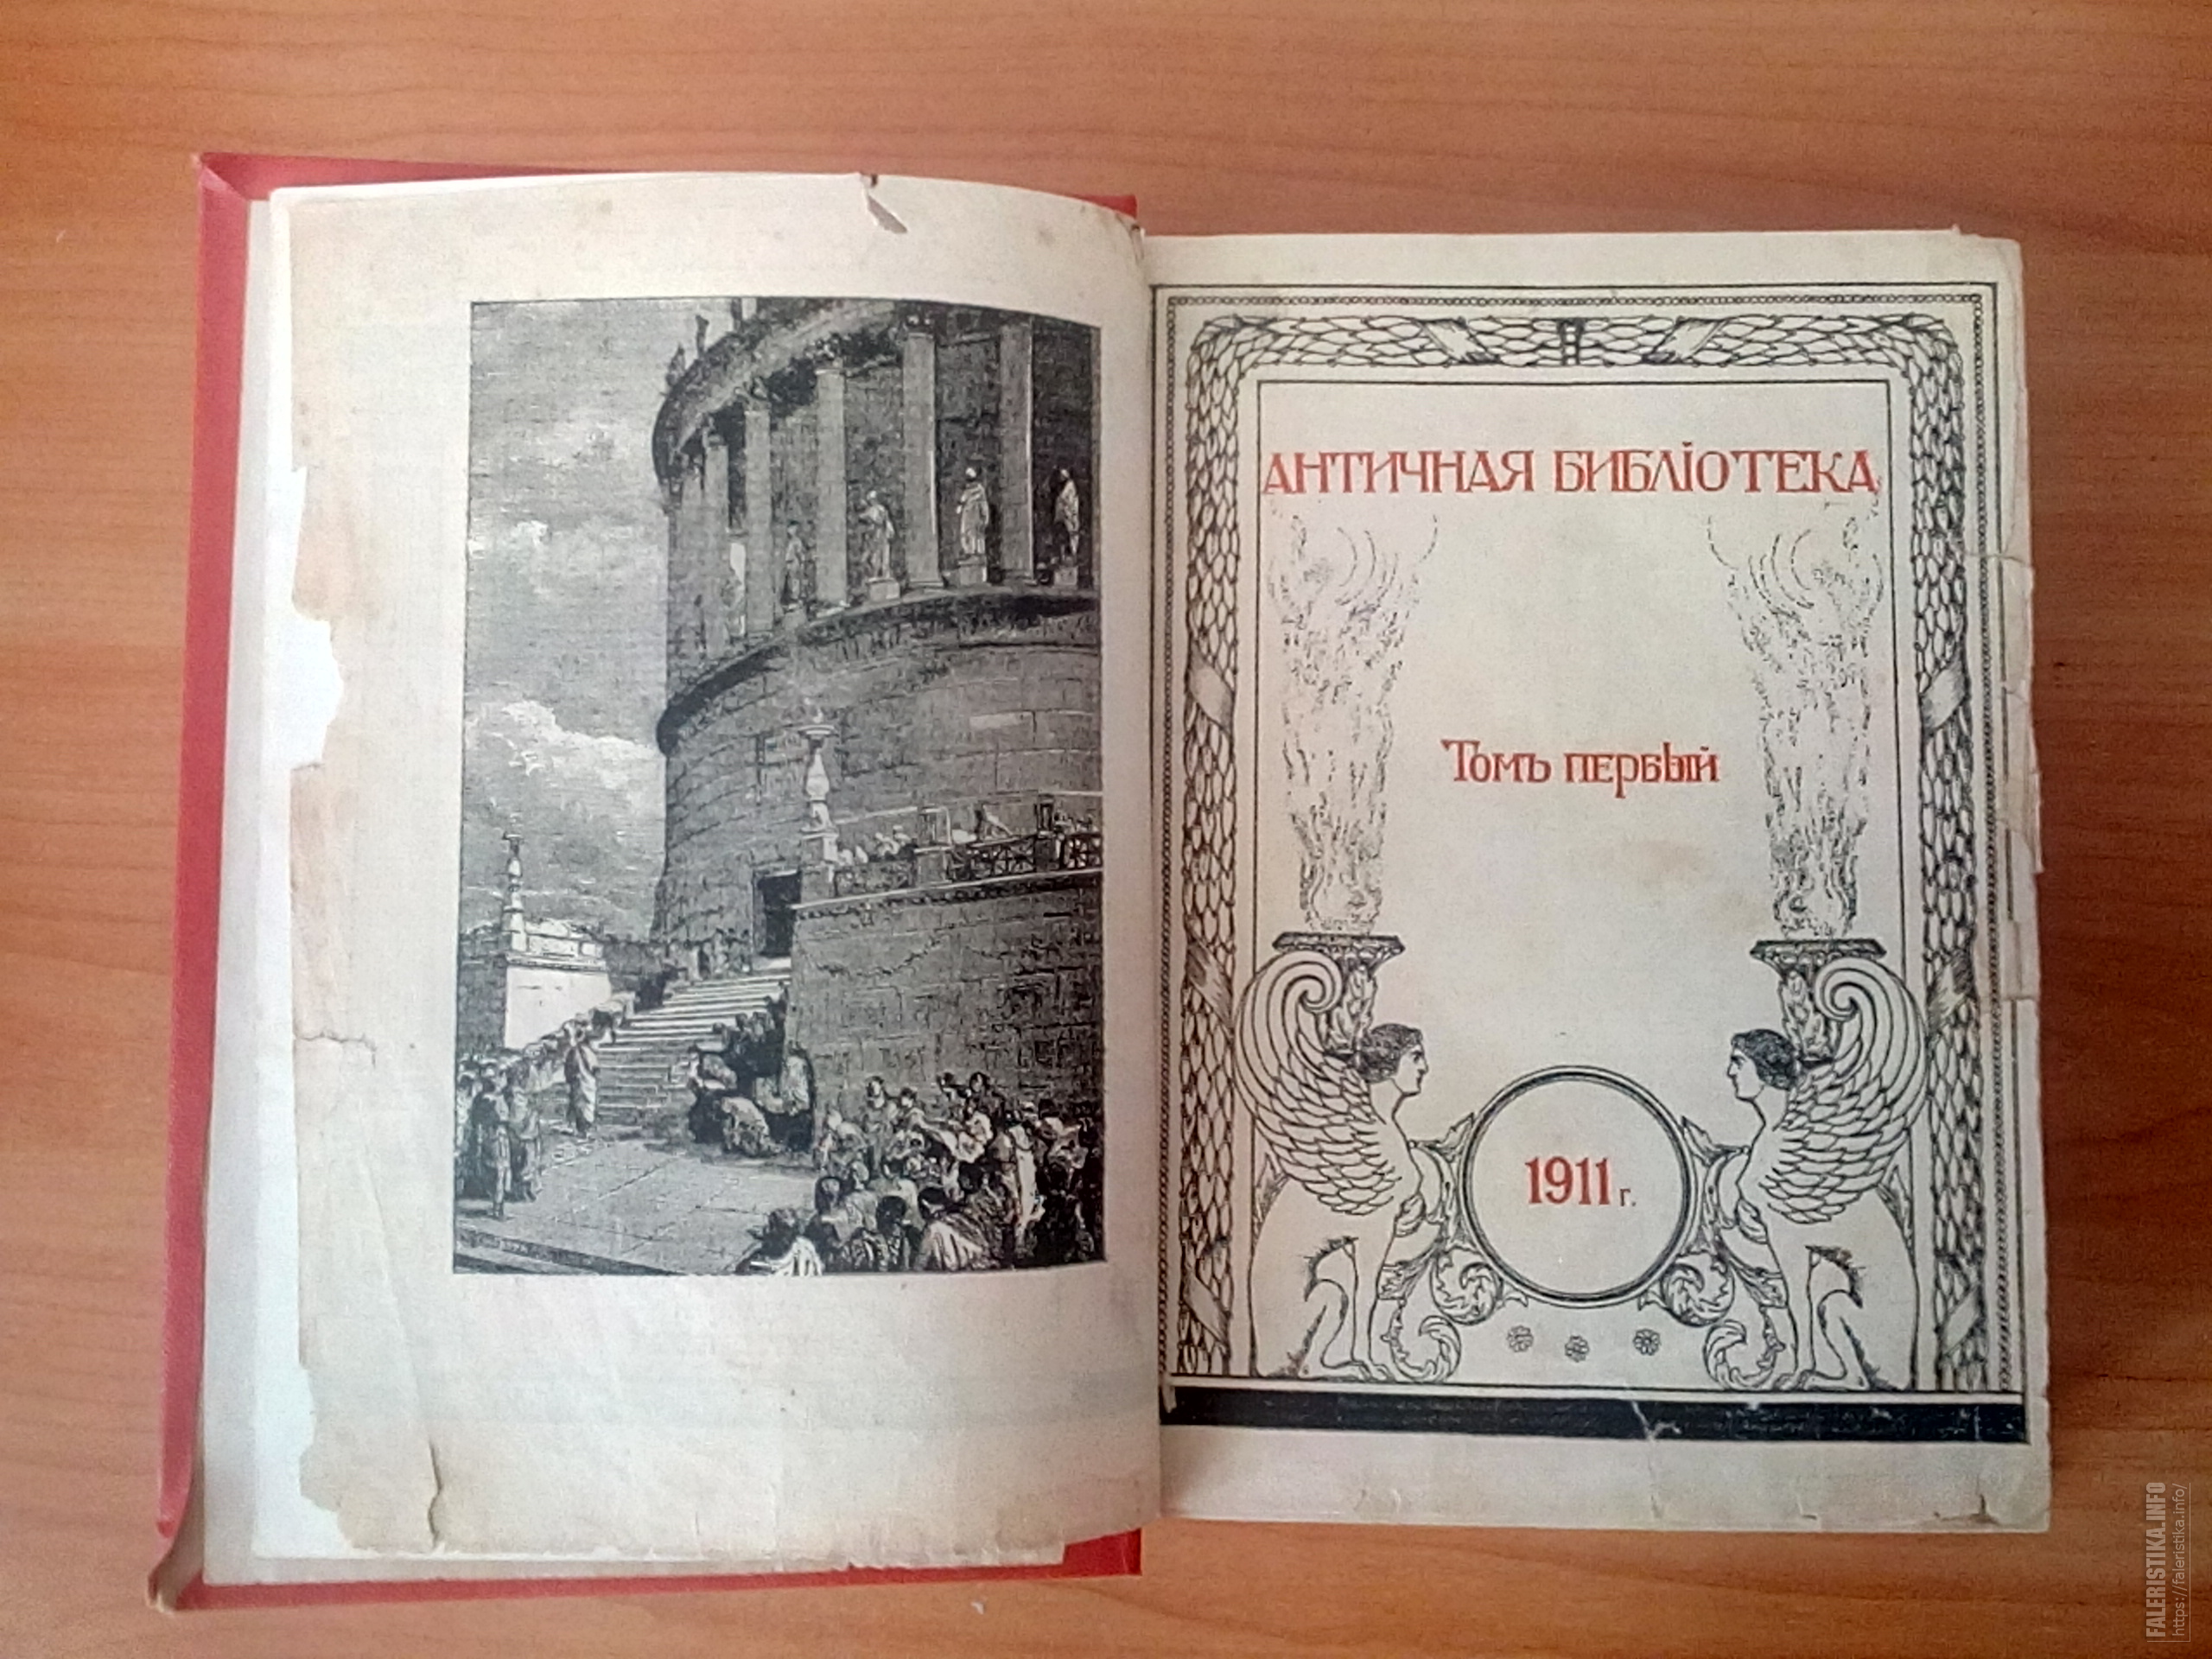 АНТИЧНАЯ БИБЛІОТЕКА
Томъ первый
1911 г.
FALERISTIKA.INFO
https://faleristika.info/